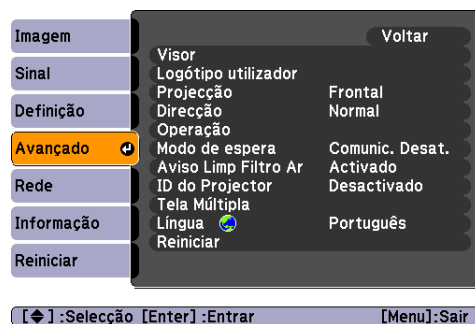 Imagem
Sinal
Definição
Avançado
Rede
Informação
Reiniciar
Voltar
Visor
Logótipo utilizador
Projecção Frontal
Direcção Normal
Operação
Modo de espera Comunic. Desat.
Aviso Limp Filtro Ar Activado
ID do Projector Desactivado
Tela Múltipla
Língua Português
Reiniciar
[◆] :Selecção [Enter] :Entrar [Menu]:Sair